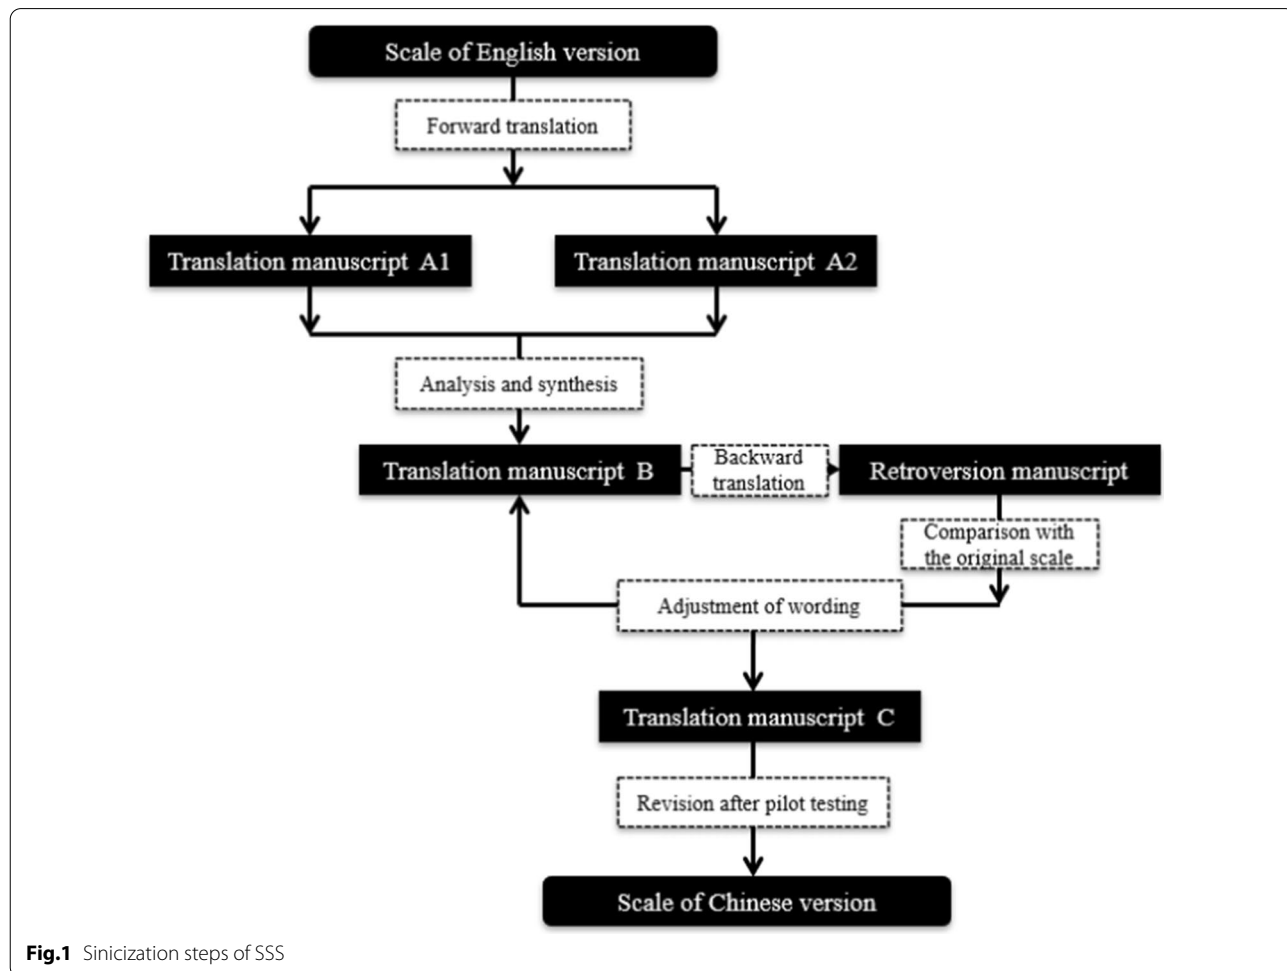 Scale of English version
Forward translation
Translation manuscript A1
Translation manuscript A2
Analysis and synthesis
Translation manuscript B
Backward
translation
Retroversion manuscript
Comparison with
the original scale
Adjustment of wording
Translation manuscript C
Revision after pilot testing
Scale of Chinese version
Fig.1 Sinicization steps of SSS